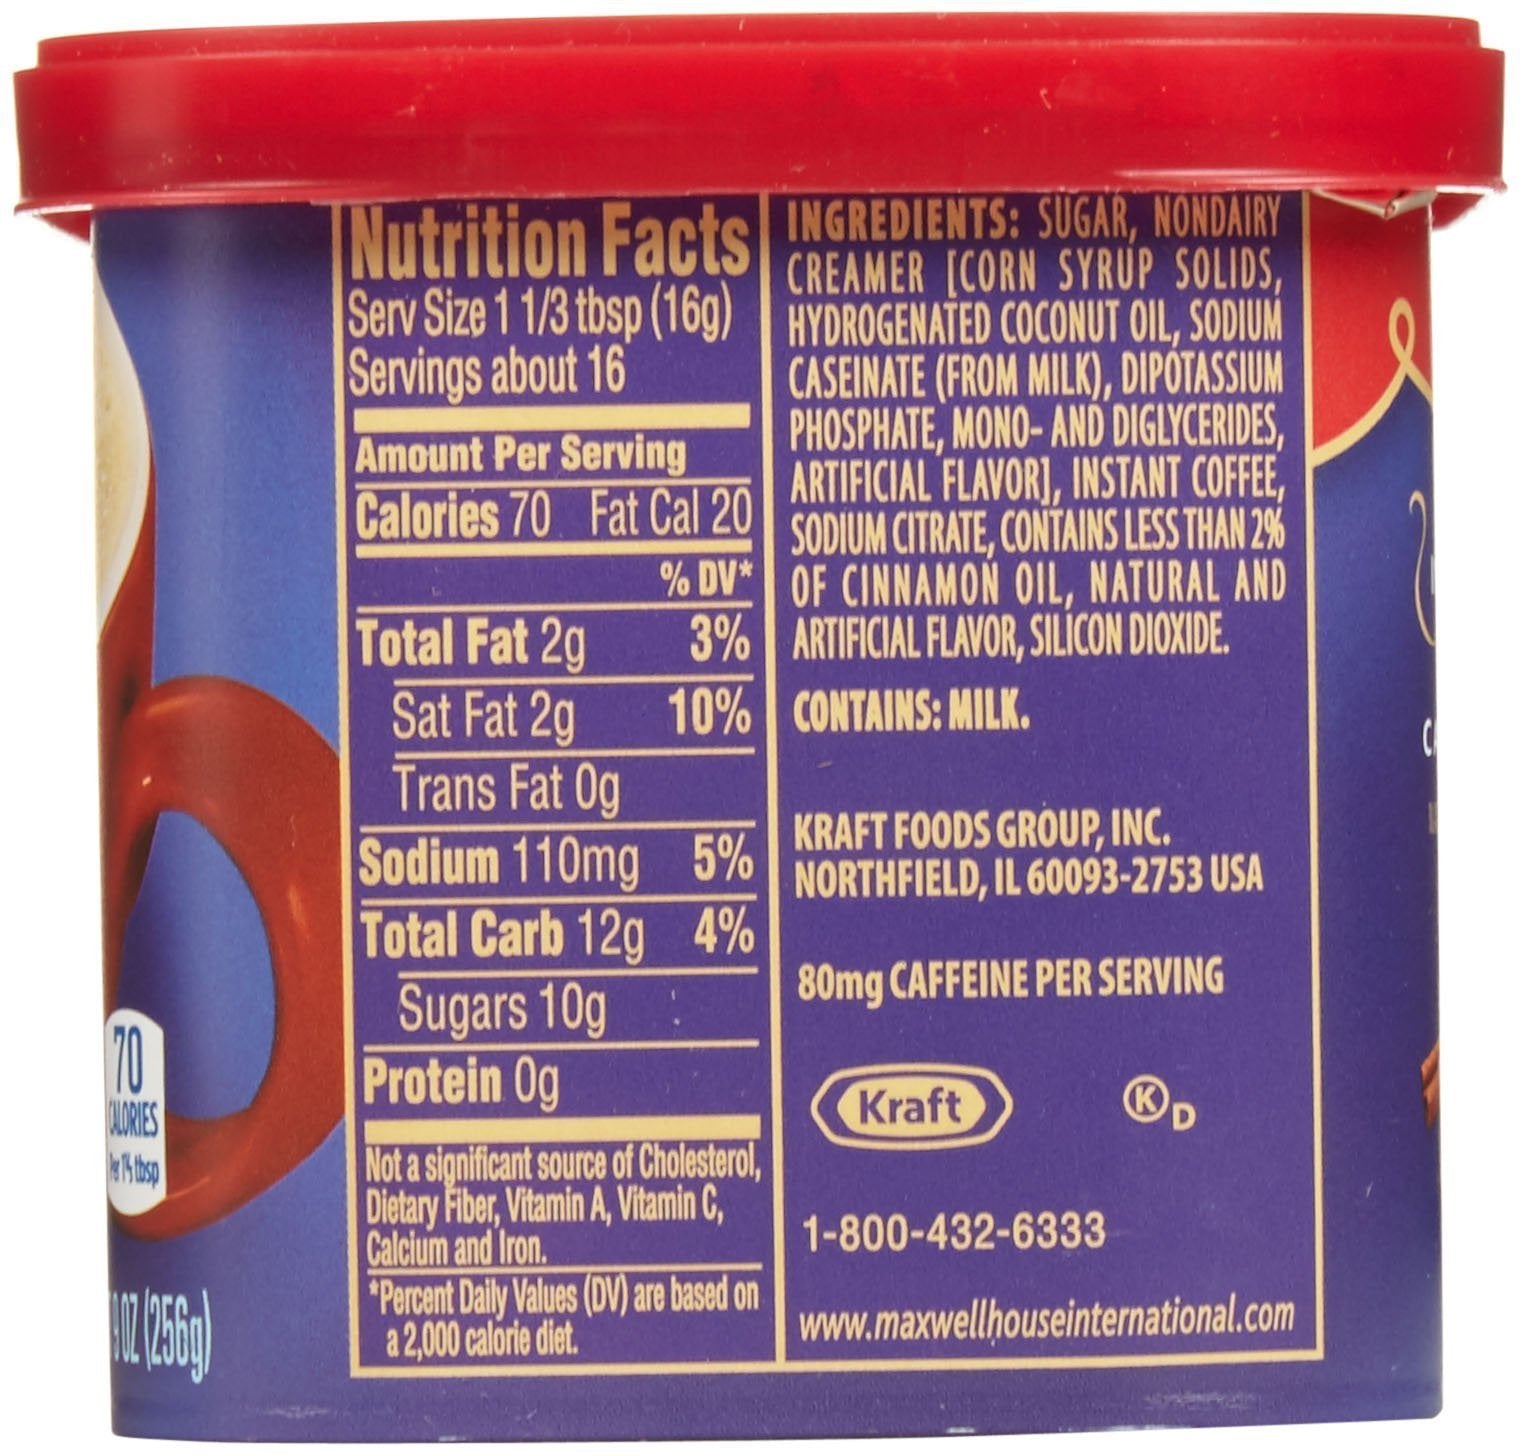 Nutrition Facts
Serv Size 1 1/3 tbsp (16g)
Servings about 16
Amount Per Serving
Calories 70 Fat Cal 20
% DV*
Total Fat 2g 3%
Sat Fat 2g 10%
Trans Fat 0g
Sodium 110mg 5%
Total Carb 12g 4%
Sugars 10g
Protein 0g
Not a significant source of Cholesterol,
Dietary Fiber, Vitamin A, Vitamin C,
Calcium and Iron.
*Percent Daily Values (DV) are based on
a 2,000 calorie diet.
INGREDIENTS: SUGAR, NONDAIRY
CREAMER [CORN SYRUP SOLIDS,
HYDROGENATED COCONUT OIL, SODIUM
CASEINATE (FROM MILK), DIPOTASSIUM
PHOSPHATE, MONO- AND DIGLYCERIDES,
ARTIFICIAL FLAVOR], INSTANT COFFEE,
SODIUM CITRATE, CONTAINS LESS THAN 2%
OF CINNAMON OIL, NATURAL AND
ARTIFICIAL FLAVOR, SILICON DIOXIDE.
CONTAINS: MILK.
KRAFT FOODS GROUP, INC.
NORTHFIELD, IL 60093-2753 USA
80mg CAFFEINE PER SERVING
Kraft
K D
1-800-432-6333
www.maxwellhouseinternational.com
70
CALORIES
Per 1⅓ tbsp
9 OZ (256g)